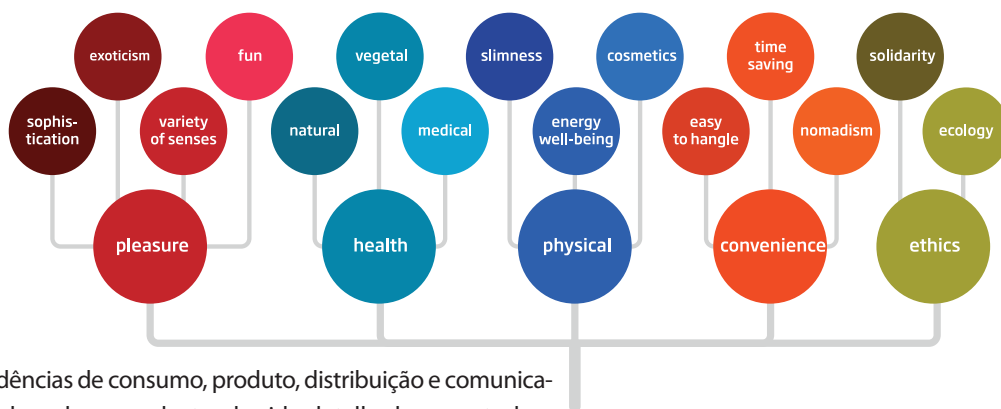 exoticism
fun
vegetal
slimness
cosmetics
time
saving
solidarity
sophis-
tication
variety
of senses
natural
medical
energy
well-being
easy
to hangle
nomadism
ecology
pleasure
health
physical
convenience
ethics
dências de consumo, produto, distribuição e comunica-